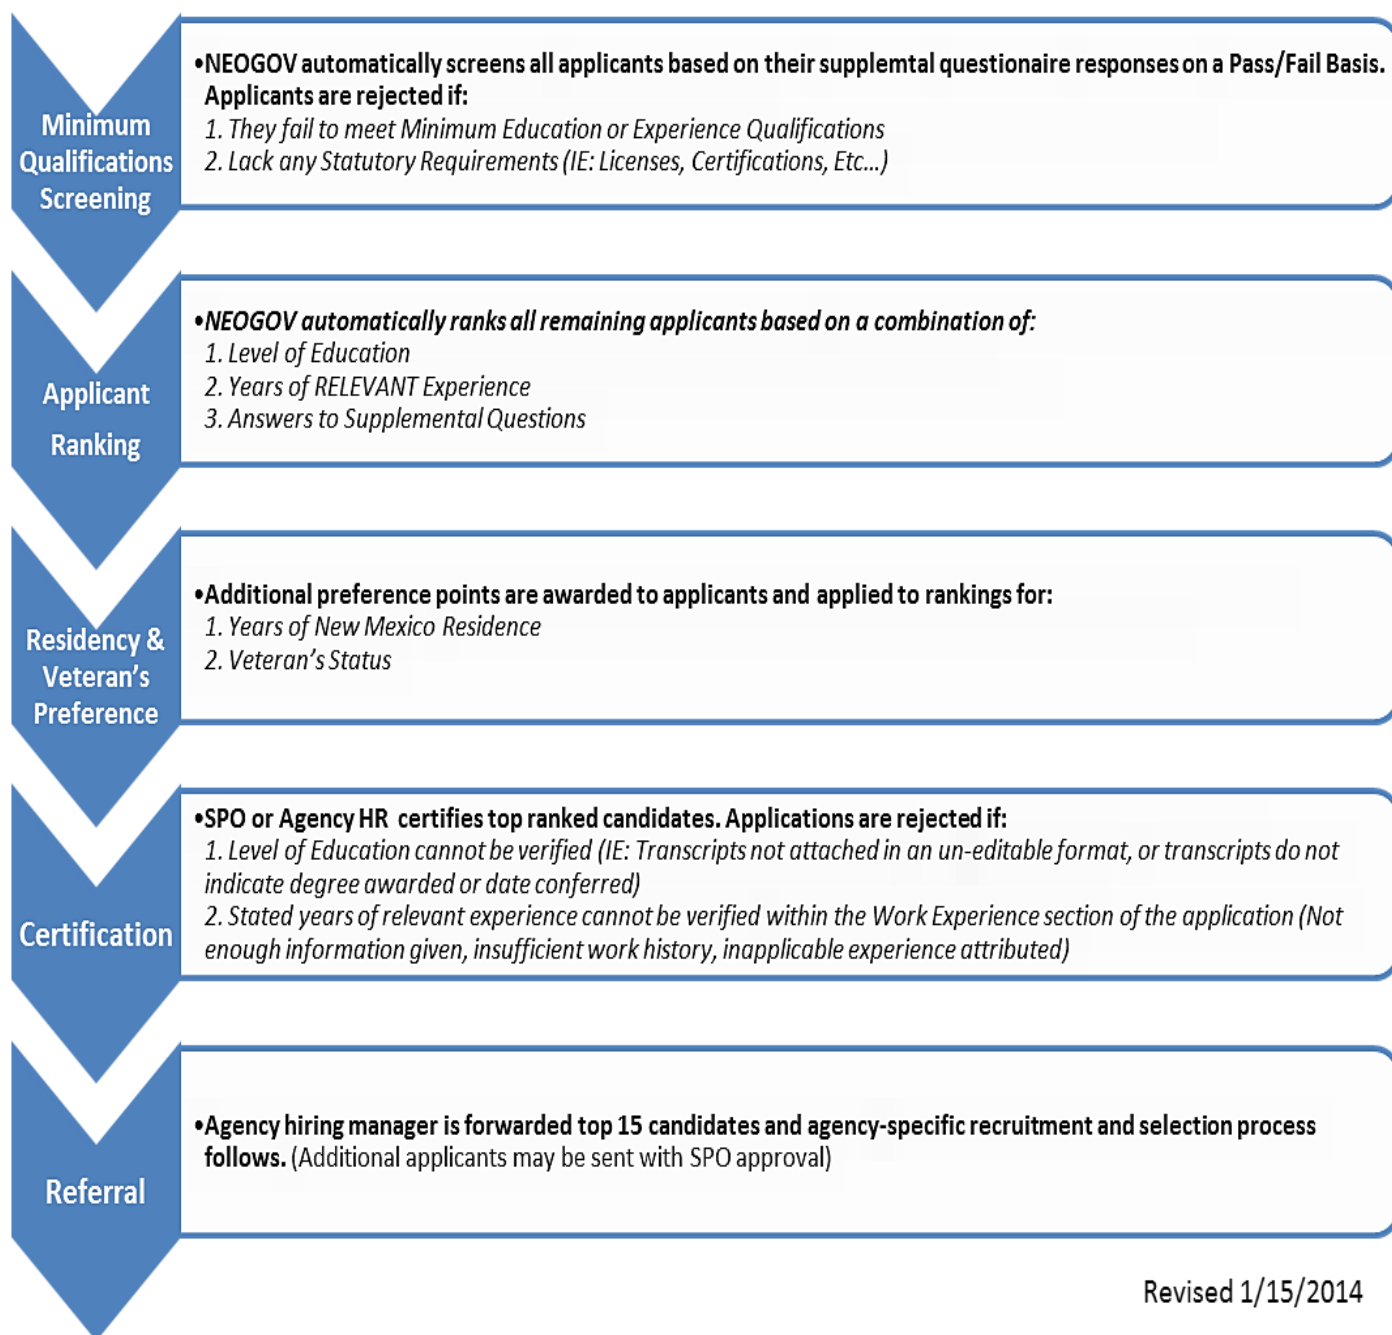 Minimum
Qualifications
Screening
•NEOGOV automatically screens all applicants based on their supplemtal questionaire responses on a Pass/Fail Basis.
Applicants are rejected if:
1. They fail to meet Minimum Education or Experience Qualifications
2. Lack any Statutory Requirements (IE: Licenses, Certifications, Etc...)
Applicant
Ranking
•NEOGOV automatically ranks all remaining applicants based on a combination of:
1. Level of Education
2. Years of RELEVANT Experience
3. Answers to Supplemental Questions
Residency &
Veteran's
Preference
•Additional preference points are awarded to applicants and applied to rankings for:
1. Years of New Mexico Residence
2. Veteran's Status
Certification
•SPO or Agency HR certifies top ranked candidates. Applications are rejected if:
1. Level of Education cannot be verified (IE: Transcripts not attached in an un-editable format, or transcripts do not
indicate degree awarded or date conferred)
2. Stated years of relevant experience cannot be verified within the Work Experience section of the application (Not
enough information given, insufficient work history, inapplicable experience attributed)
Referral
•Agency hiring manager is forwarded top 15 candidates and agency-specific recruitment and selection process
follows. (Additional applicants may be sent with SPO approval)
Revised 1/15/2014